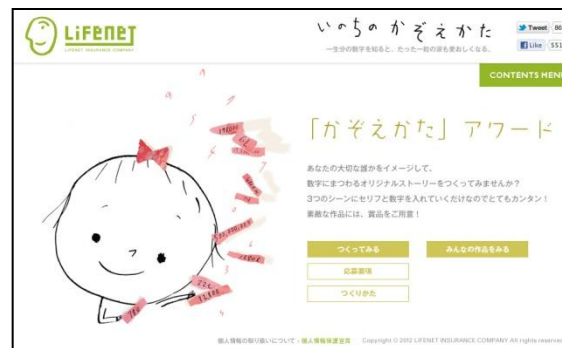 LIFENET
LIFENET INSURANCE COMPANY
いのちのかぞえかた
一生分の数字を知ると、たった一粒の涙も愛おしくなる。
Tweet
Like 551
CONTENTS MENU
「かぞえかた」アワード
あなたの大切な誰かをイメージして、
数字にまつわるオリジナルストーリーをつくってみませんか？
3つのシーンにセリフと数字を入れていくだけなのでとてもカンタン！
素敵な作品には、賞品をご用意！
つくってみる
みんなの作品をみる
応募要項
つくりかた
個人情報の取り扱いについて・個人情報保護宣言 Copyright © 2012 LIFENET INSURANCE COMPANY All rights reserved